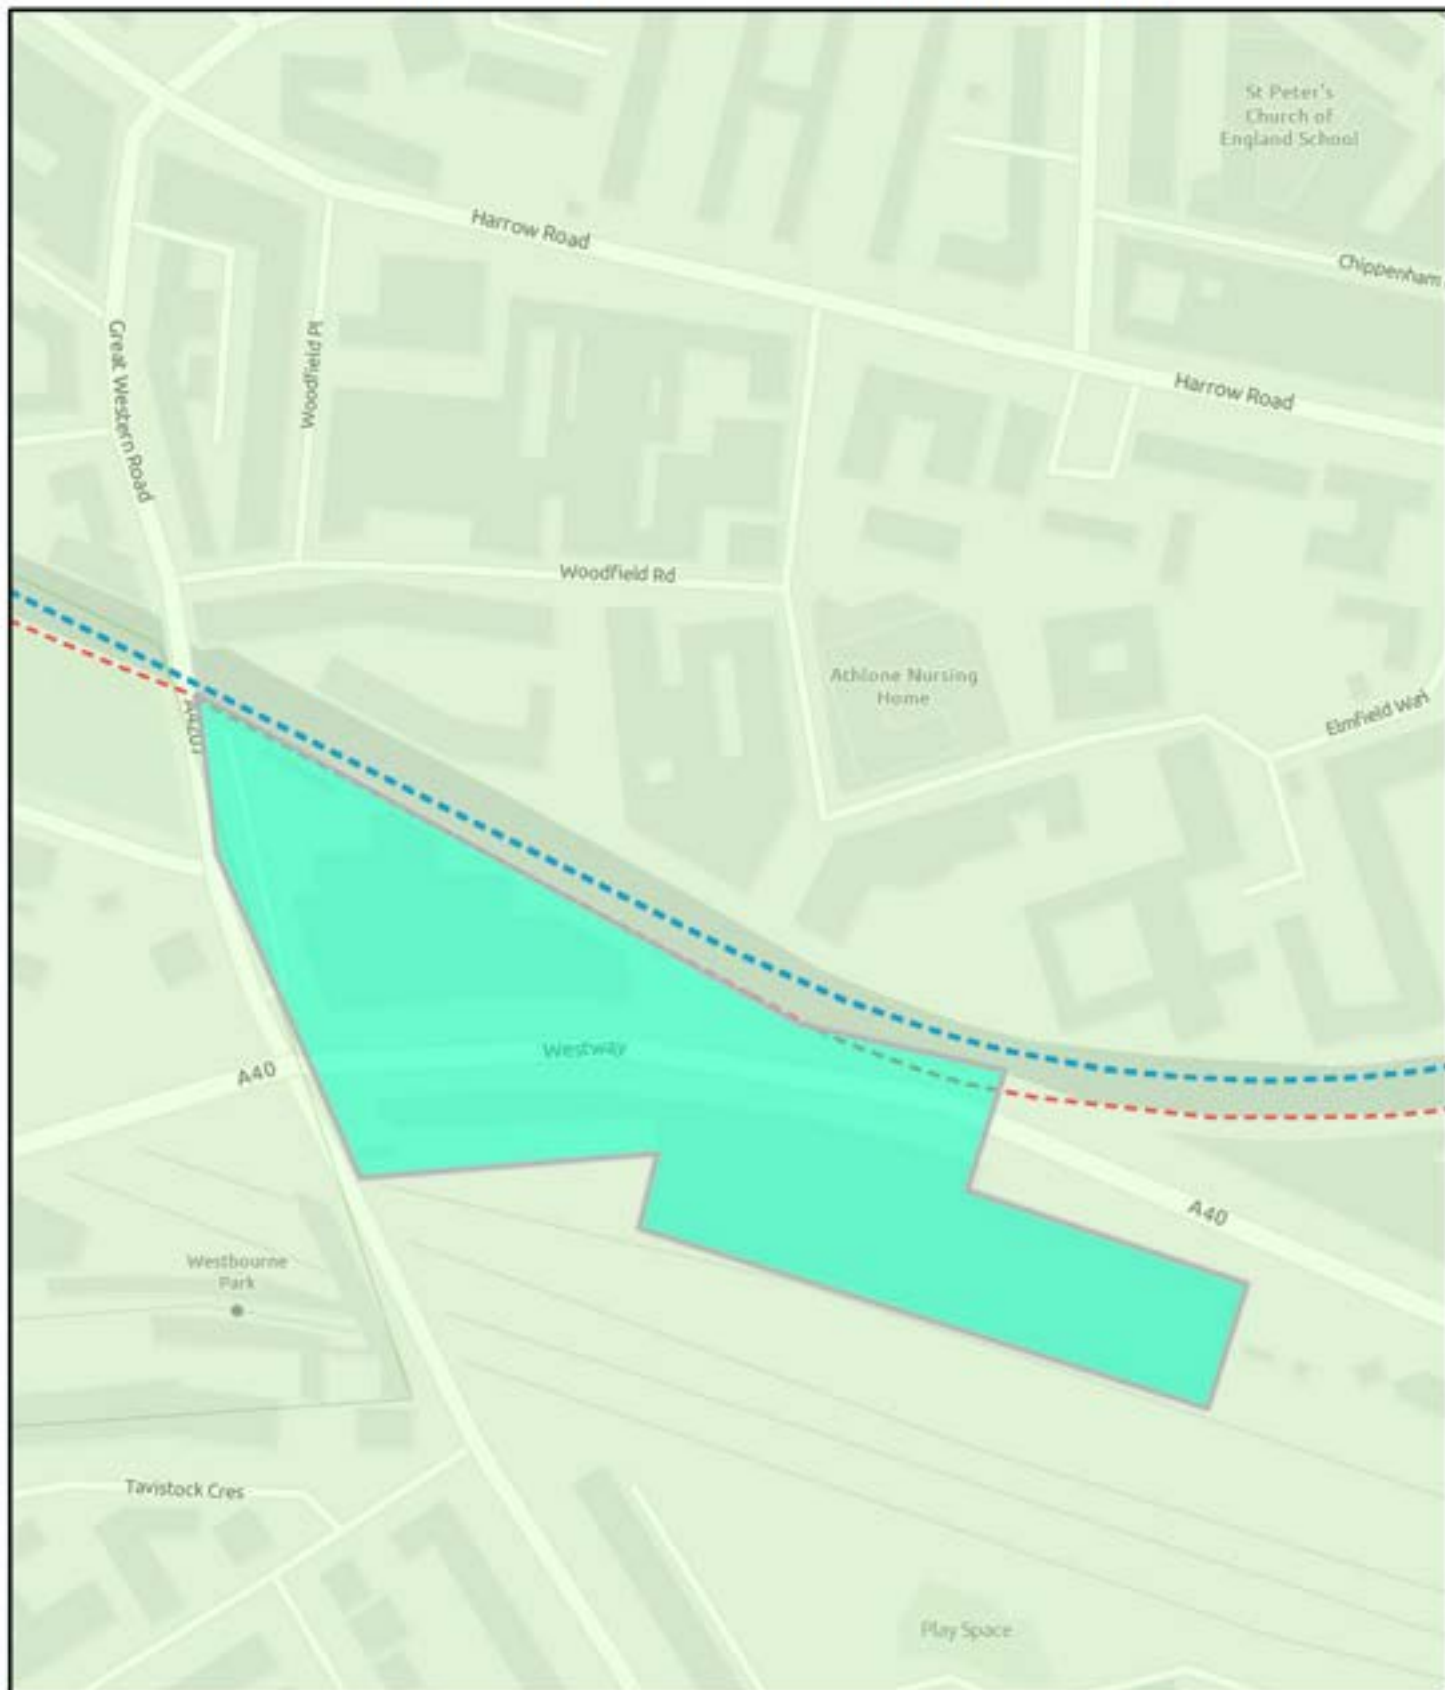 St Peter's
Church of
England School
Harrow Road
Chippenham
Great Western Road
Woodfield Pl
Harrow Road
Woodfield Rd
Athlone Nursing
Home
Elmfield Way
Westway
A40
A40
Westbourne
Park
Tavistock Cres
Play Space